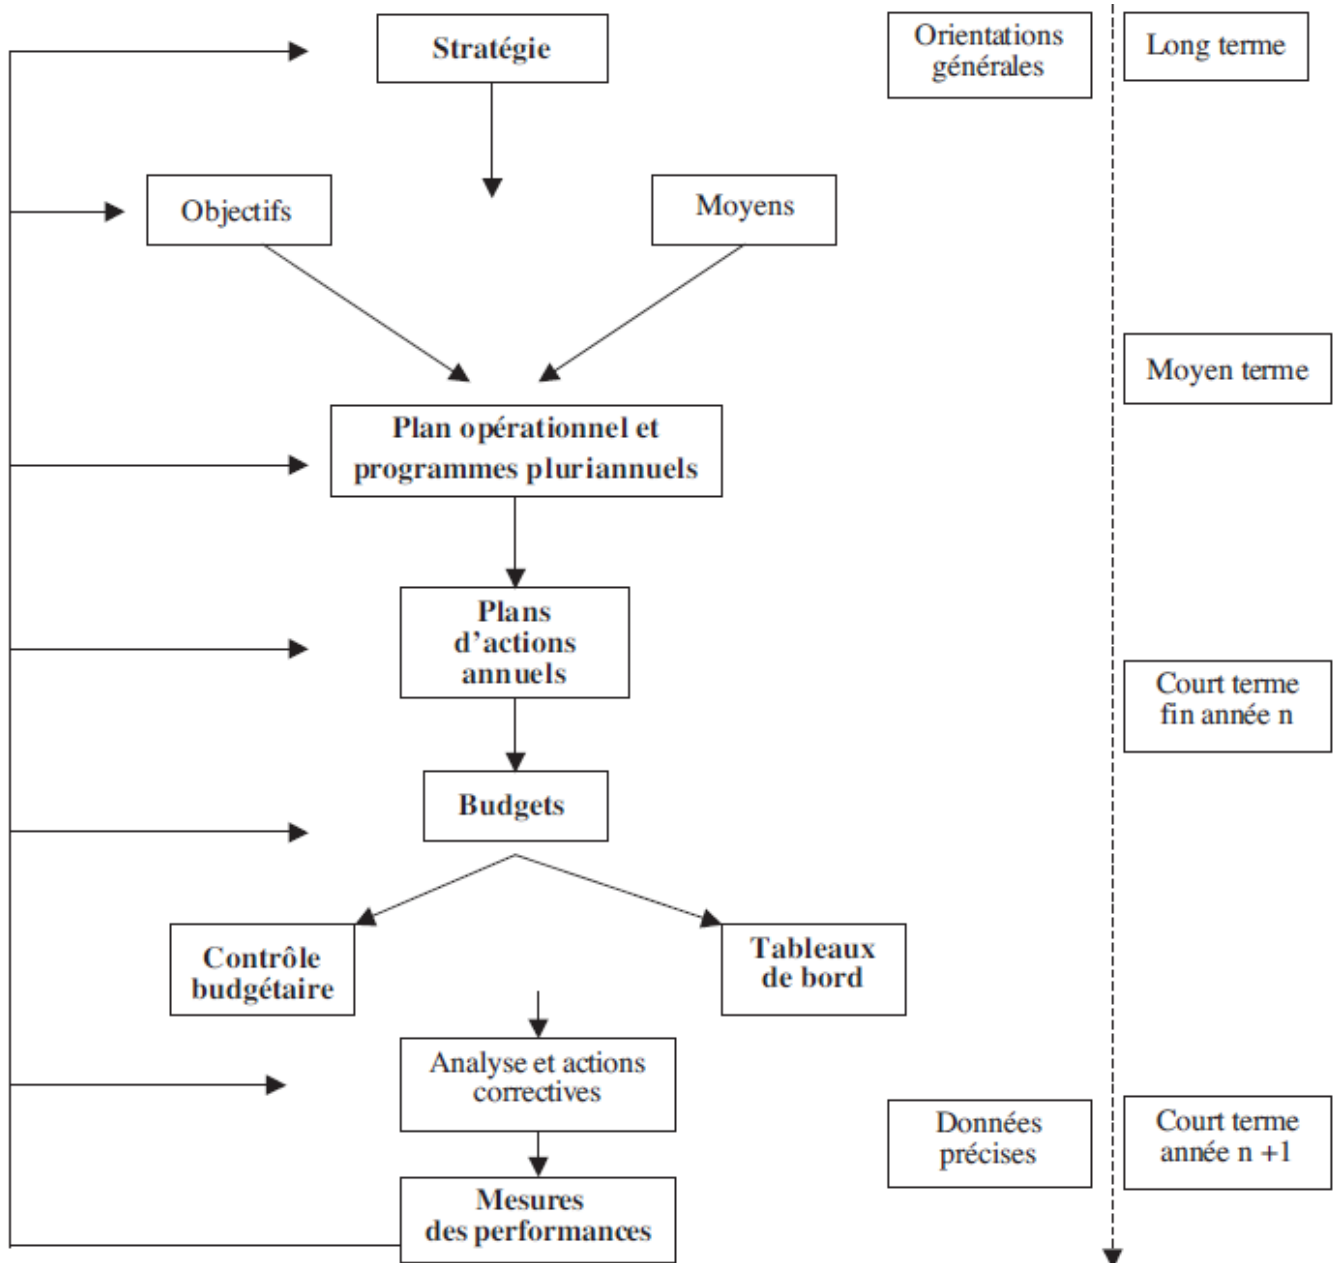 Stratégie
Orientations
générales
Long terme
Objectifs
Moyens
Moyen terme
Plan opérationnel et
programmes pluriannuels
Plans
d'actions
annuels
Court terme
fin année n
Budgets
Contrôle
budgétaire
Tableaux
de bord
Analyse et actions
correctives
Données
précises
Court terme
année n +1
Mesures
des performances